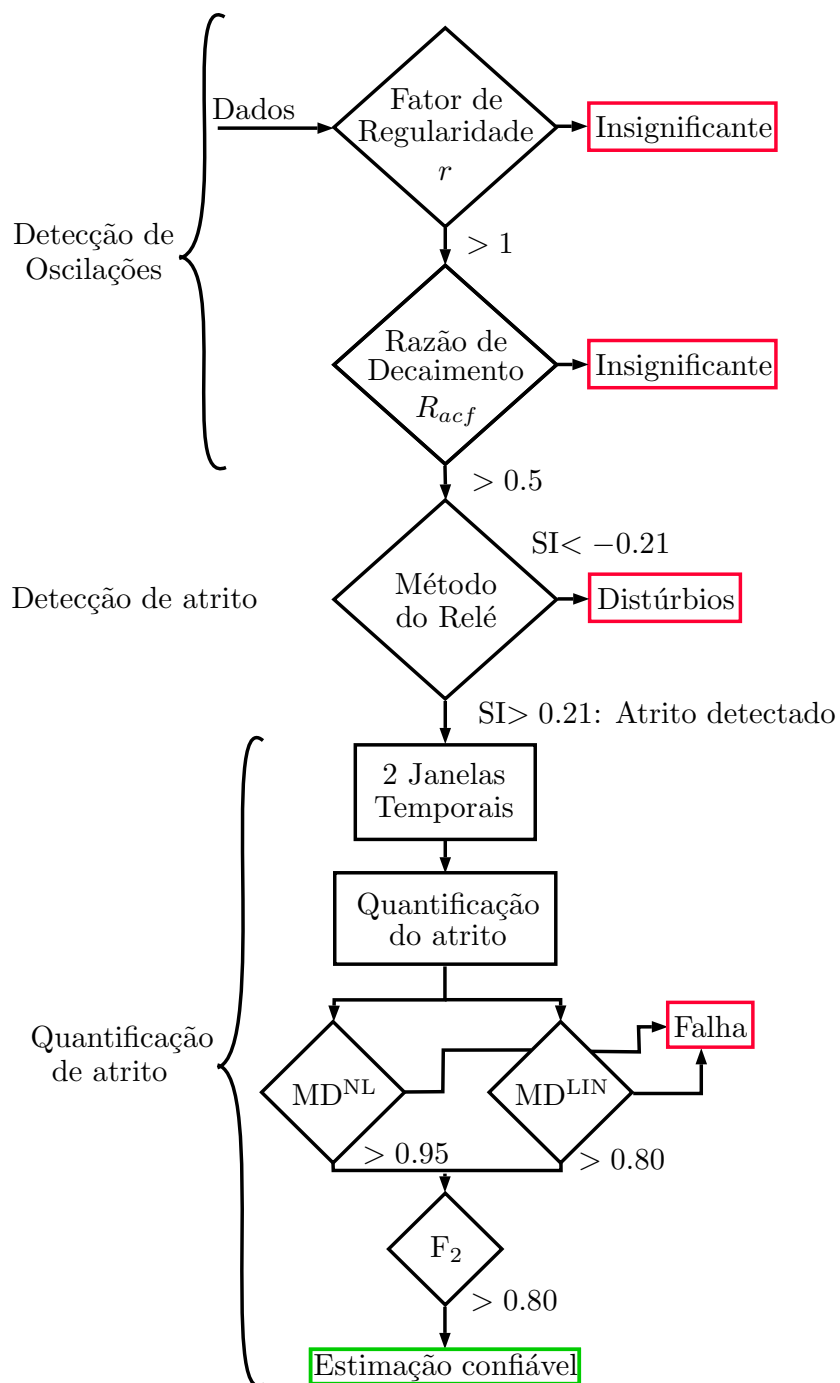 Dados
Fator de
Regularidade
r
Insignificante
> 1
Detecção de
Oscilações
Razão de
Decaimento
R_{acf}
Insignificante
> 0.5
SI< −0.21
Detecção de atrito
Método
do Relé
Distúrbios
SI> 0.21: Atrito detectado
2 Janelas
Temporais
Quantificação
do atrito
Quantificação
de atrito
Falha
MD^{NL}
MD^{LIN}
> 0.95
> 0.80
F_2
> 0.80
Estimação confiável